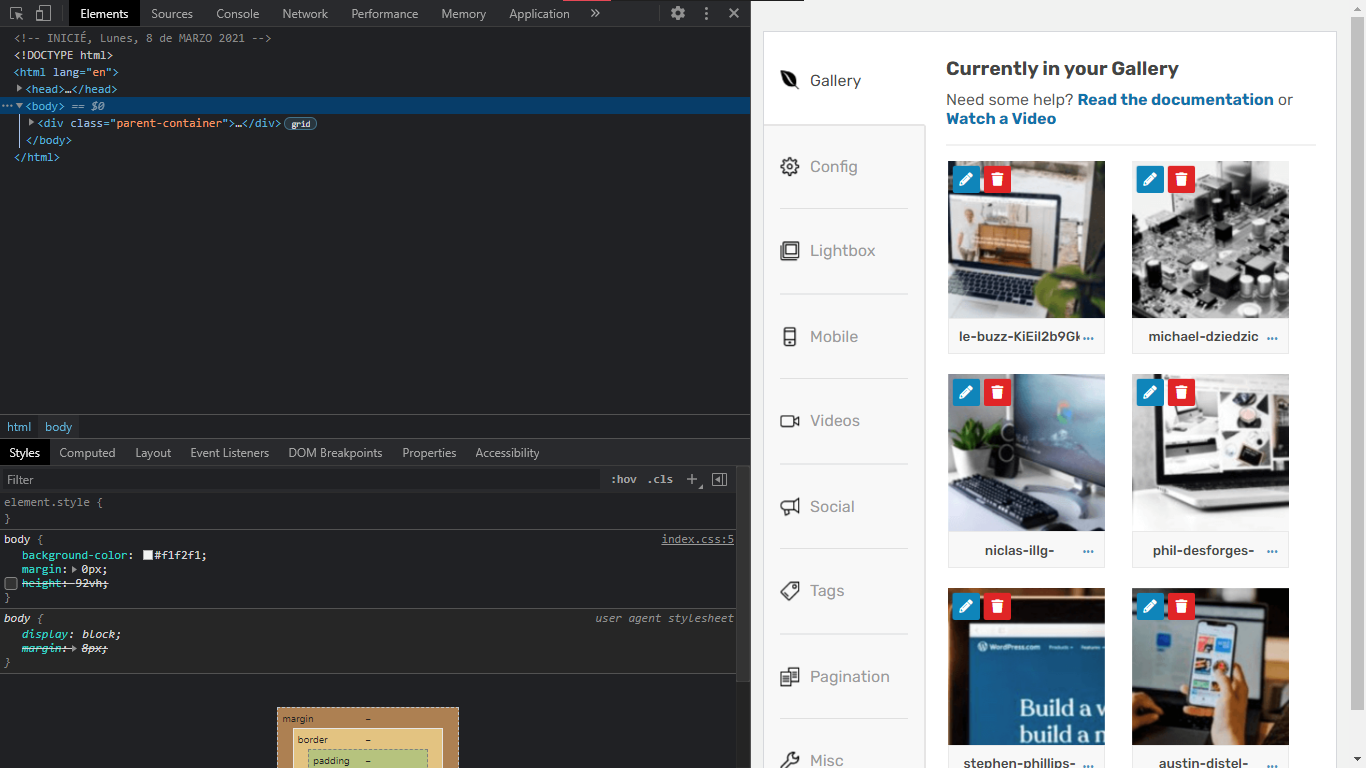 Elements Sources Console Network Performance Memory Application »
<!-- INICIÉ, Lunes, 8 de MARZO 2021 -->
<!DOCTYPE html>
<html lang="en">
<head>…</head>
<body> == $0
<div class="parent-container">…</div> grid
</body>
</html>
html body
Styles Computed Layout Event Listeners DOM Breakpoints Properties Accessibility
Filter :hov .cls +
element.style {
}
body { index.css:5
background-color: #f1f2f1;
margin: 0px;
height: 92vh;
}
body { user agent stylesheet
display: block;
margin: 8px;
}
margin –
border –
padding –
Gallery
Config
Lightbox
Mobile
Videos
Social
Tags
Pagination
Misc
Currently in your Gallery
Need some help? Read the documentation or
Watch a Video
le-buzz-KiEil2b9Gk ...
michael-dziedzic ...
niclas-illg- ...
phil-desforges- ...
WordPress.com Products Features
Build a w
build a n
stephen-phillips- ...
austin-distel- ...